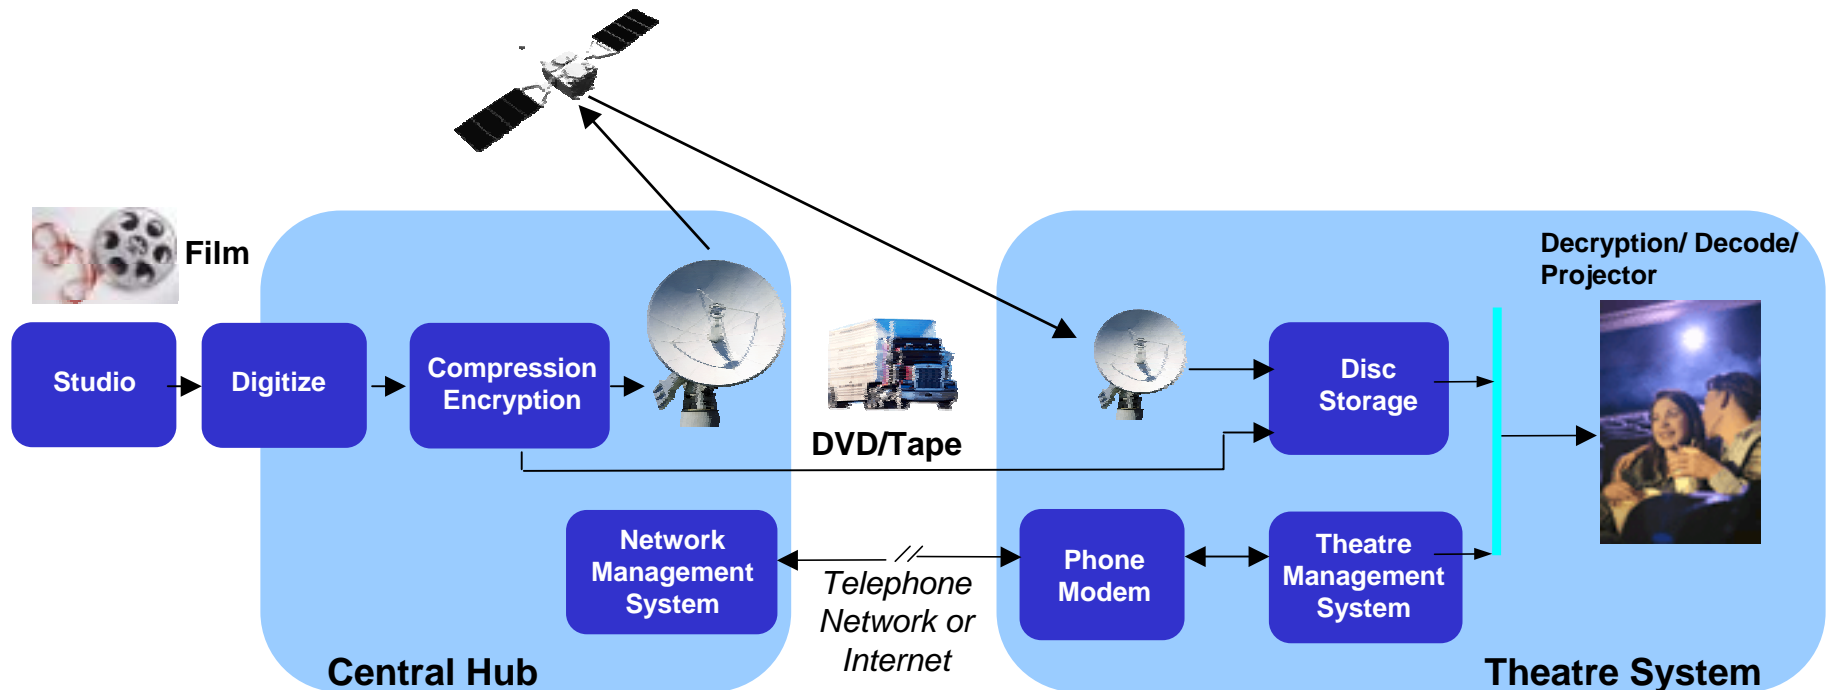 Film
Studio
Digitize
Compression
Encryption
DVD/Tape
Network
Management
System
Telephone
Network or
Internet
Central Hub
Decryption/ Decode/
Projector
Disc
Storage
Phone
Modem
Theatre
Management
System
Theatre System